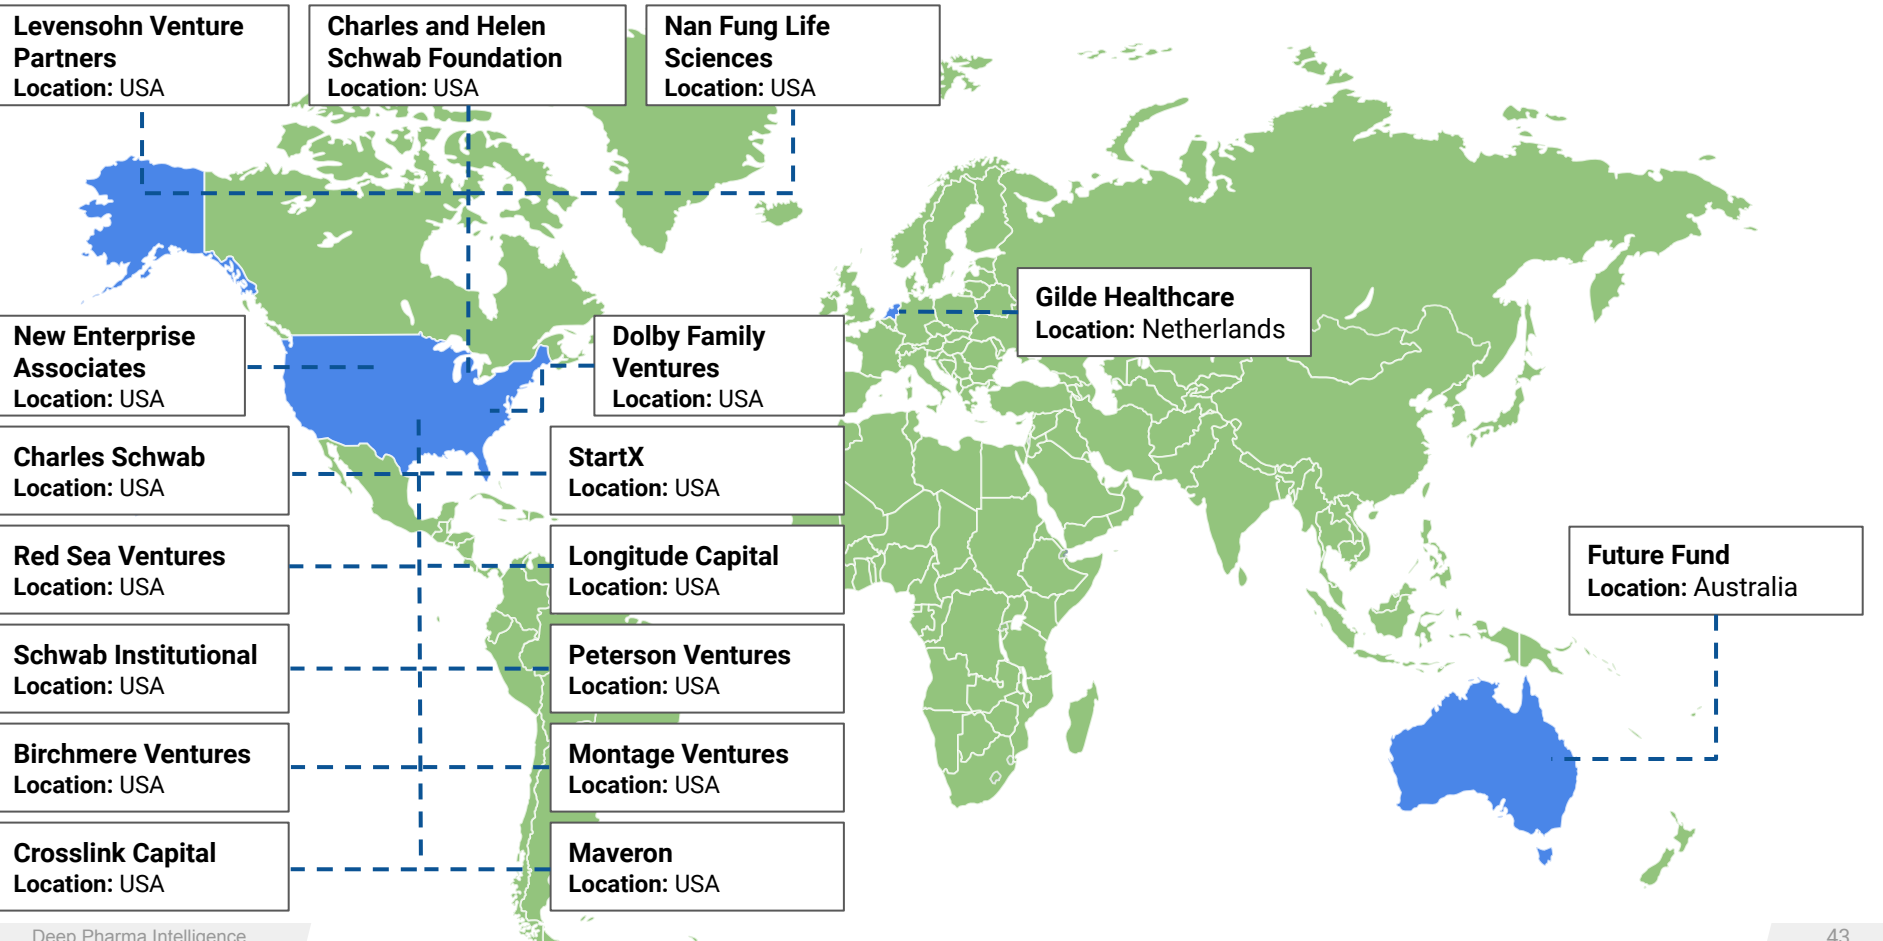 Levensohn Venture
Partners
Location: USA
Charles and Helen
Schwab Foundation
Location: USA
Nan Fung Life
Sciences
Location: USA
Gilde Healthcare
Location: Netherlands
New Enterprise
Associates
Location: USA
Dolby Family
Ventures
Location: USA
Charles Schwab
Location: USA
StartX
Location: USA
Red Sea Ventures
Location: USA
Longitude Capital
Location: USA
Future Fund
Location: Australia
Schwab Institutional
Location: USA
Peterson Ventures
Location: USA
Birchmere Ventures
Location: USA
Montage Ventures
Location: USA
Crosslink Capital
Location: USA
Maveron
Location: USA
Deep Pharma Intelligence
43